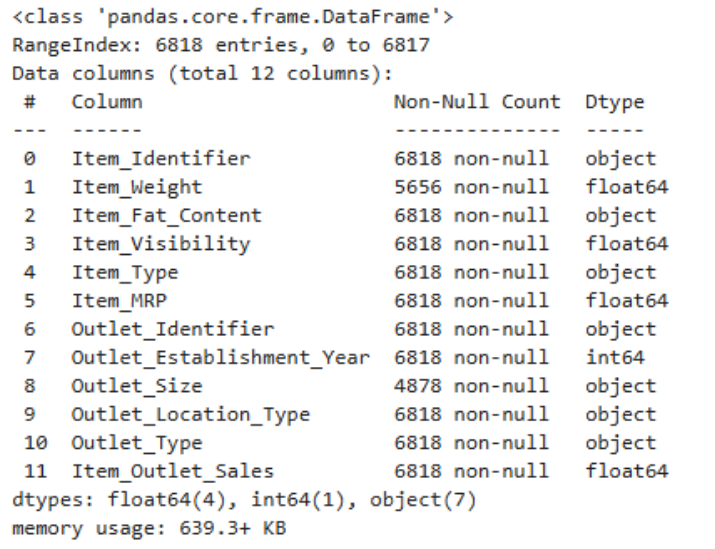 <class 'pandas.core.frame.DataFrame'>
RangeIndex: 6818 entries, 0 to 6817
Data columns (total 12 columns):
 #   Column                     Non-Null Count  Dtype
---  ------                     --------------  -----
 0   Item_Identifier            6818 non-null   object
 1   Item_Weight                5656 non-null   float64
 2   Item_Fat_Content           6818 non-null   object
 3   Item_Visibility            6818 non-null   float64
 4   Item_Type                  6818 non-null   object
 5   Item_MRP                   6818 non-null   float64
 6   Outlet_Identifier          6818 non-null   object
 7   Outlet_Establishment_Year  6818 non-null   int64
 8   Outlet_Size                4878 non-null   object
 9   Outlet_Location_Type       6818 non-null   object
 10  Outlet_Type                6818 non-null   object
 11  Item_Outlet_Sales          6818 non-null   float64
dtypes: float64(4), int64(1), object(7)
memory usage: 639.3+ KB